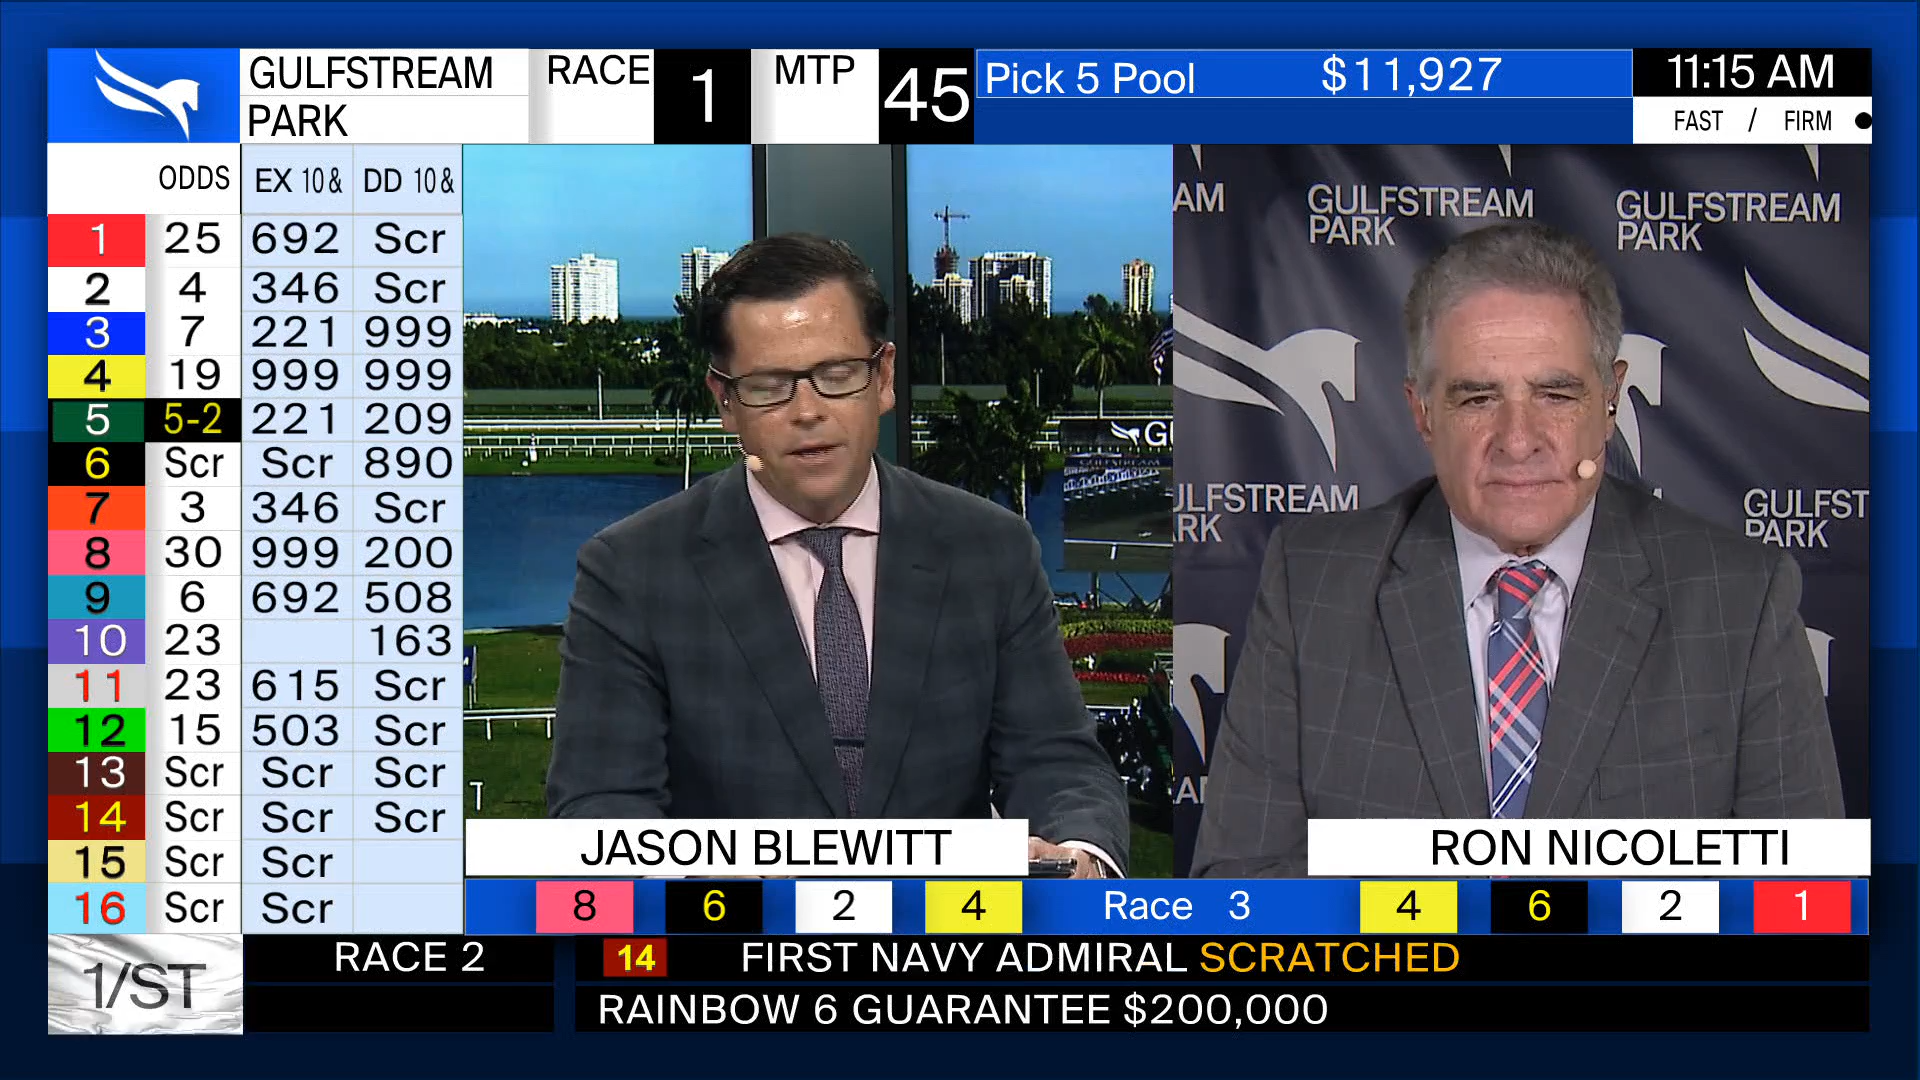 GULFSTREAM
PARK
RACE 1 MTP 45
Pick 5 Pool $11,927
11:15 AM
FAST / FIRM
ODDS EX 10& DD 10&
1 25 692 Scr
2 4 346 Scr
3 7 221 999
4 19 999 999
5 5-2 221 209
6 Scr Scr 890
7 3 346 Scr
8 30 999 200
9 6 692 508
10 23 163
11 23 615 Scr
12 15 503 Scr
13 Scr Scr Scr
14 Scr Scr Scr
15 Scr Scr
16 Scr Scr
AM
GULFSTREAM
PARK
GULFSTREAM
PARK
ULFSTREAM
RK
GULFST
PARK
JASON BLEWITT
RON NICOLETTI
8 6 2 4 Race 3 4 6 2 1
1/ST
RACE 2 14 FIRST NAVY ADMIRAL SCRATCHED
RAINBOW 6 GUARANTEE $200,000